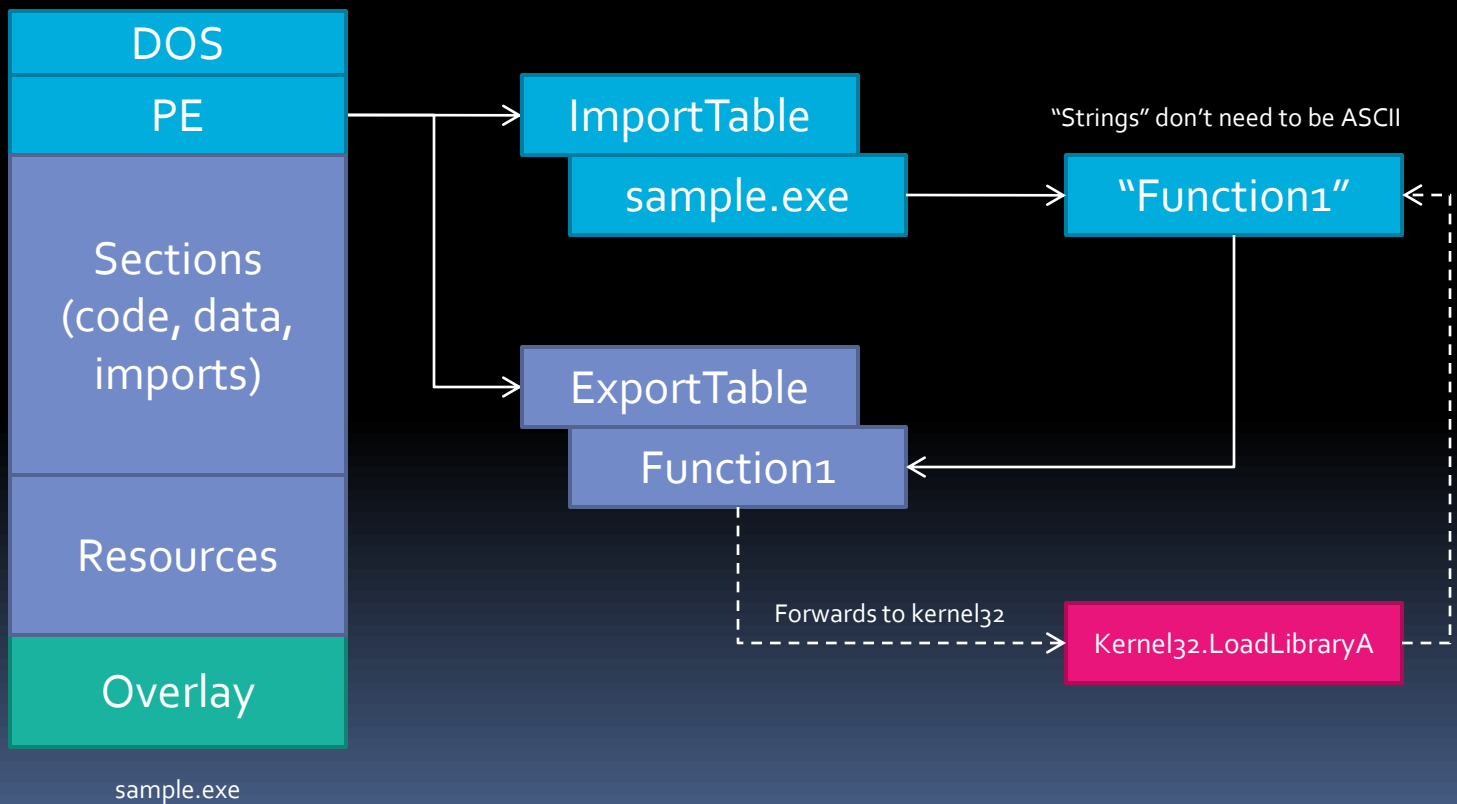 DOS
PE
Sections
(code, data,
imports)
Resources
Overlay
sample.exe
ImportTable
sample.exe
“Strings” don’t need to be ASCII
“Function1”
ExportTable
Function1
Forwards to kernel32
Kernel32.LoadLibraryA